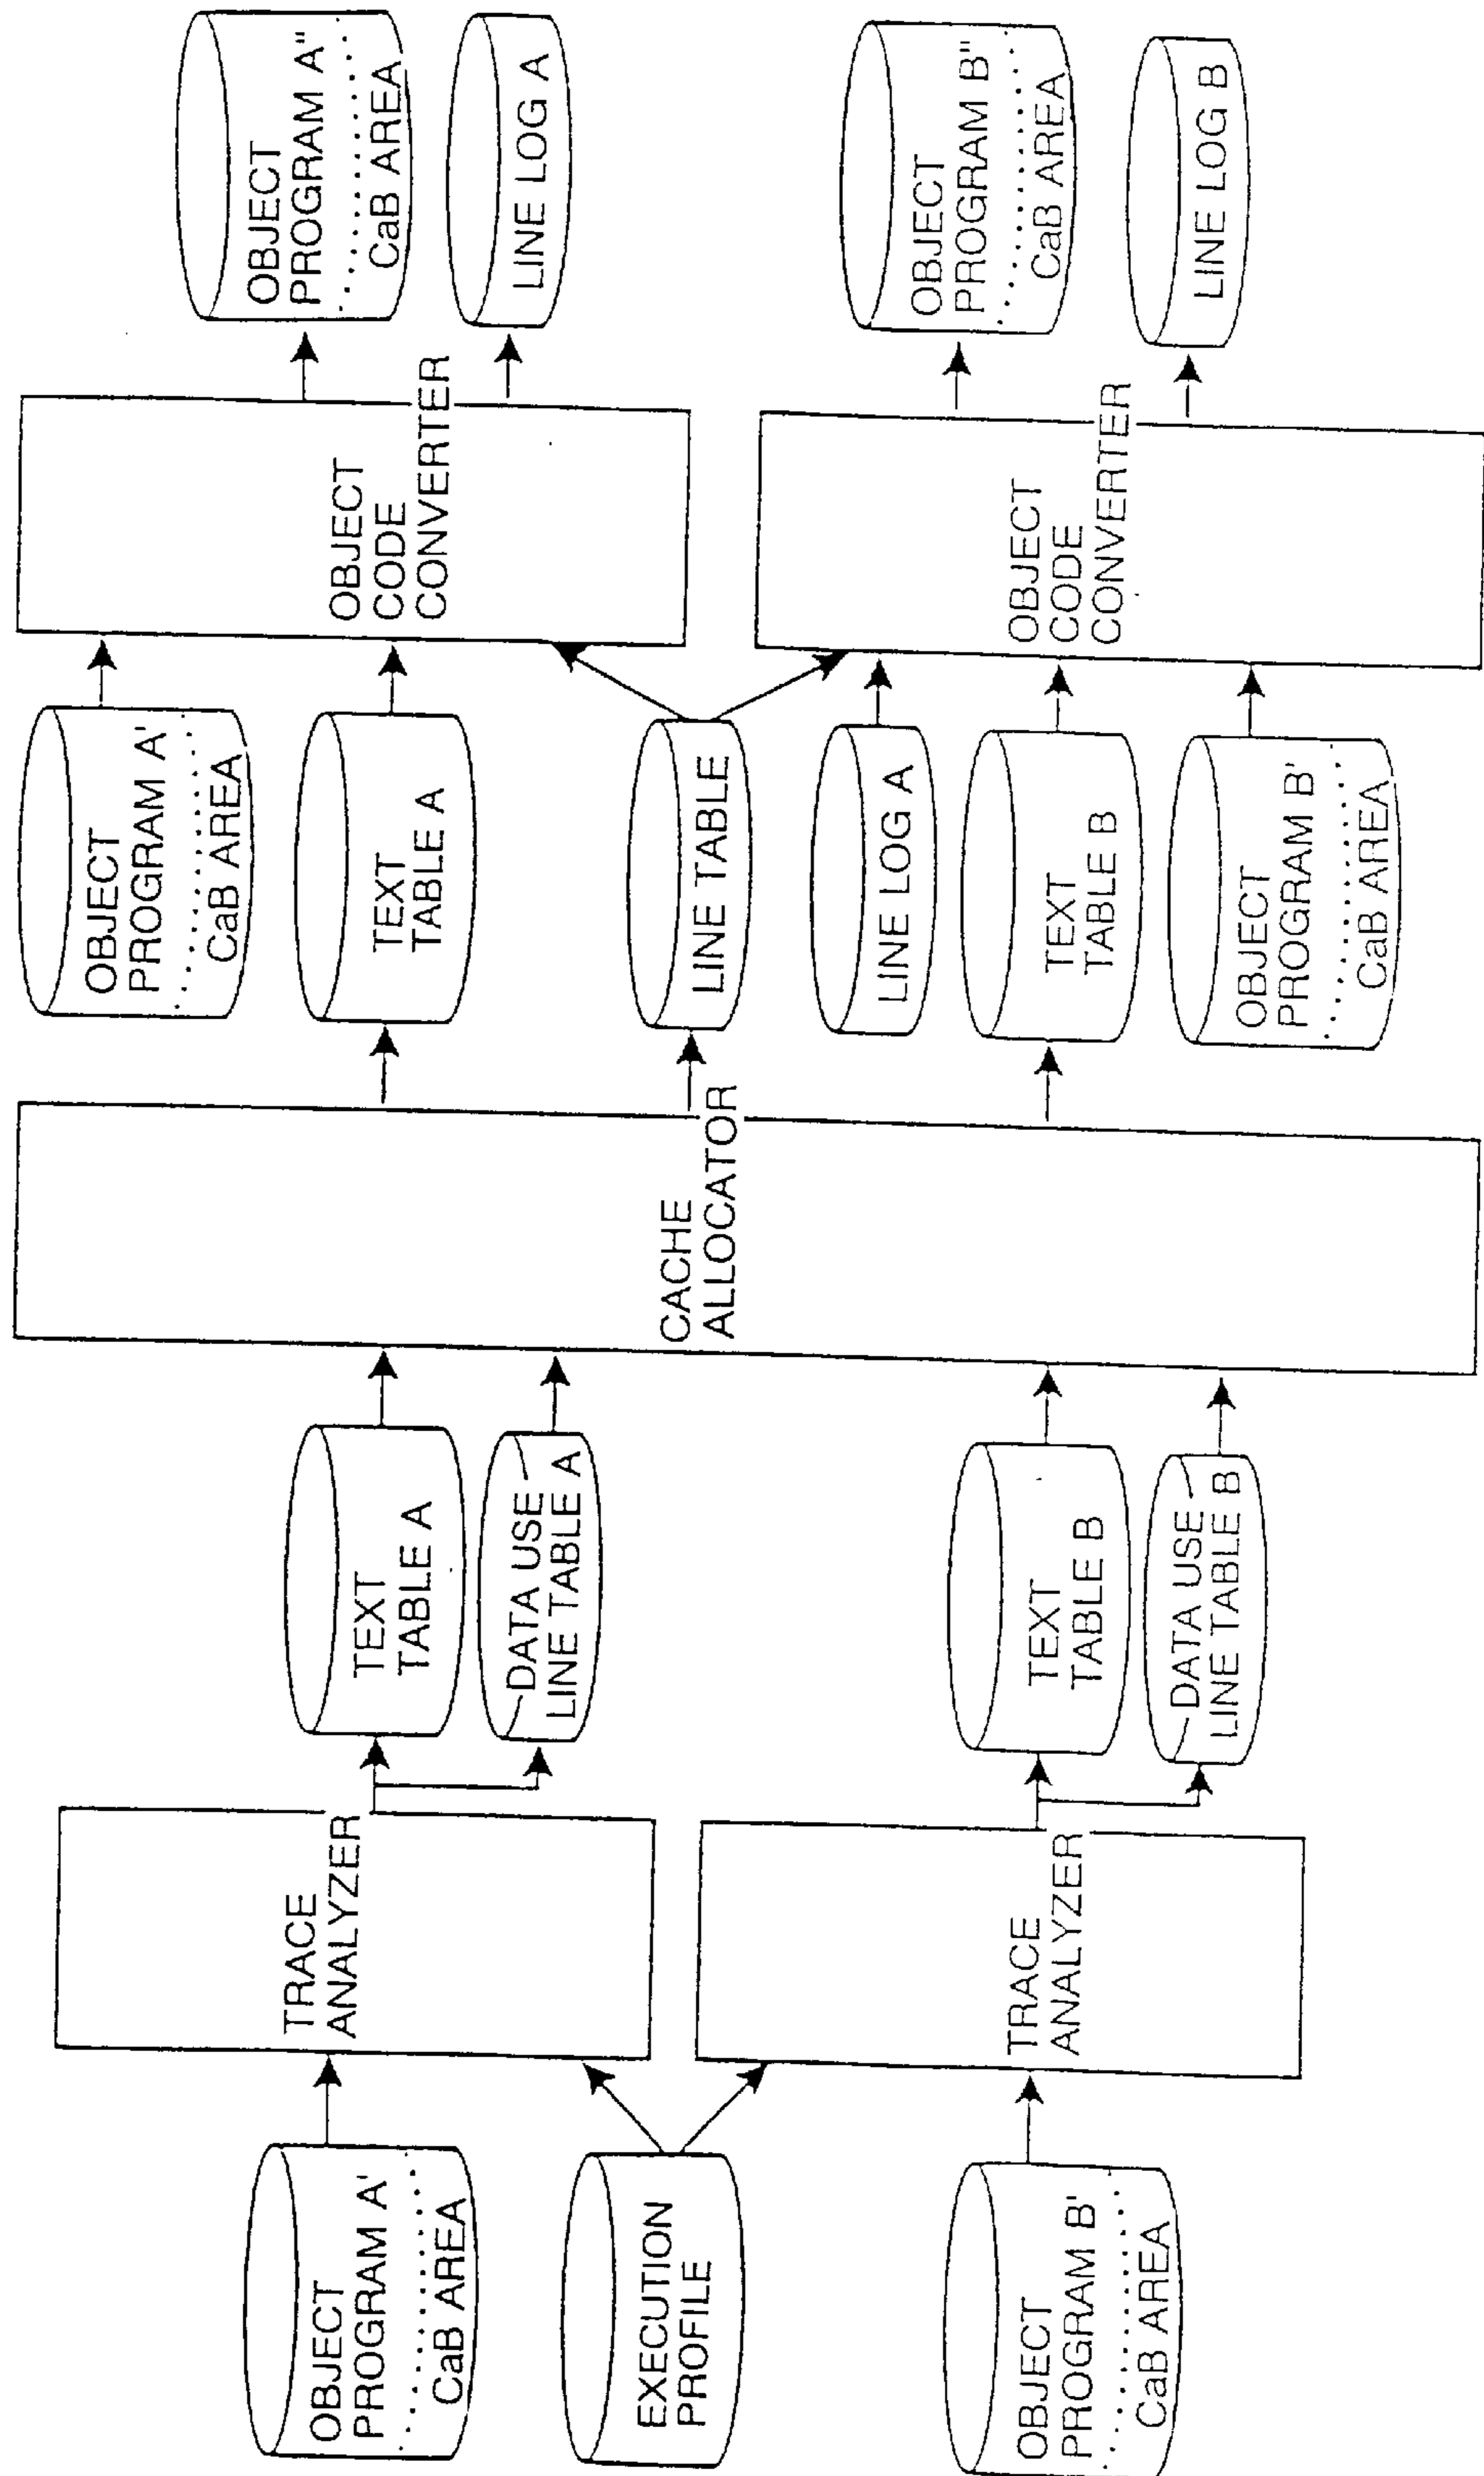 OBJECT
PROGRAM A'
CaB AREA
EXECUTION
PROFILE
OBJECT
PROGRAM B'
CaB AREA
TRACE
ANALYZER
TRACE
ANALYZER
TEXT
TABLE A
DATA USE
LINE TABLE A
TEXT
TABLE B
DATA USE
LINE TABLE B
CACHE
ALLOCATOR
OBJECT
PROGRAM A'
CaB AREA
TEXT
TABLE A
LINE TABLE
LINE LOG A
TEXT
TABLE B
OBJECT
PROGRAM B'
CaB AREA
OBJECT
CODE
CONVERTER
OBJECT
CODE
CONVERTER
OBJECT
PROGRAM A"
CaB AREA
LINE LOG A
OBJECT
PROGRAM B"
CaB AREA
LINE LOG B